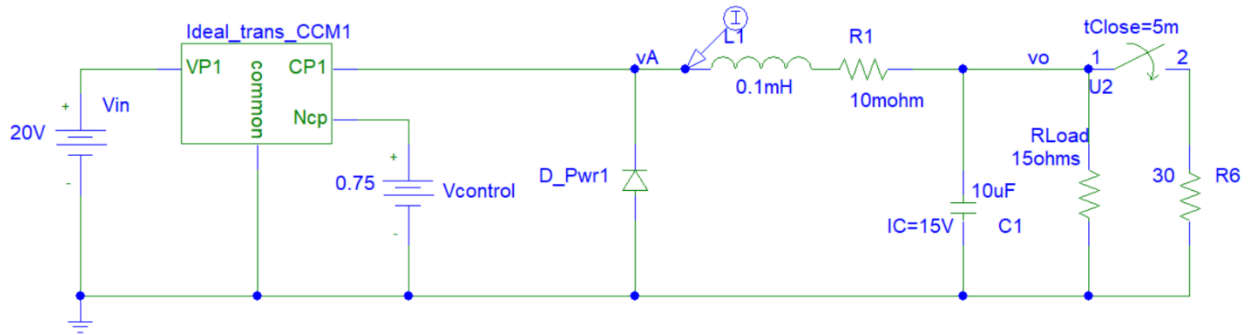 Ideal_trans_CCM1
VP1
CP1
common
Ncp
+
Vin
20V
-
+
0.75
Vcontrol
-
vA
I
L1
0.1mH
R1
10mohm
D_Pwr1
10uF
IC=15V
C1
vo
tClose=5m
1
2
U2
RLoad
15ohms
30
R6